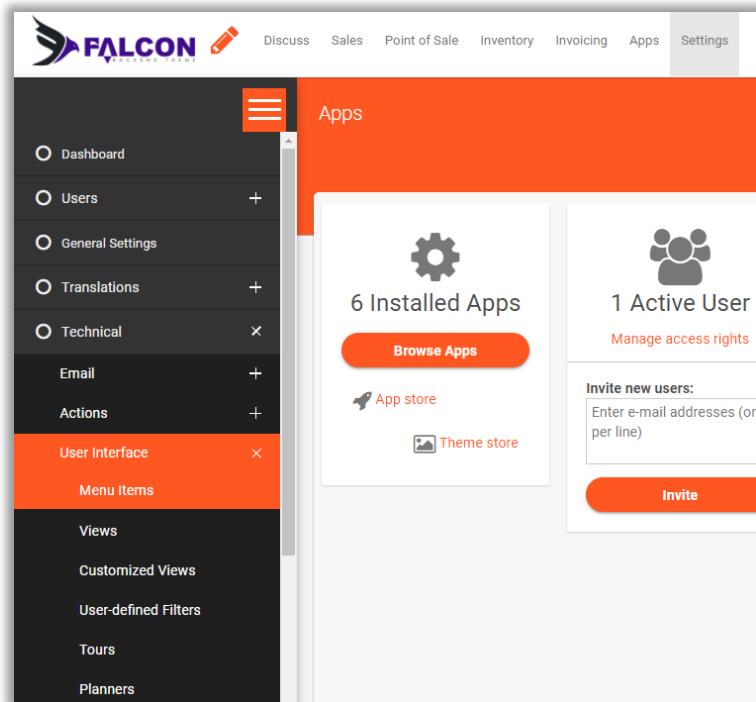 FALCON
BACKEND THEME
Discuss Sales Point of Sale Inventory Invoicing Apps Settings
Apps
Dashboard
Users
General Settings
Translations
Technical
Email
Actions
User Interface
Menu Items
Views
Customized Views
User-defined Filters
Tours
Planners
6 Installed Apps
Browse Apps
App store
Theme store
1 Active User
Manage access rights
Invite new users:
Enter e-mail addresses (or
per line)
Invite